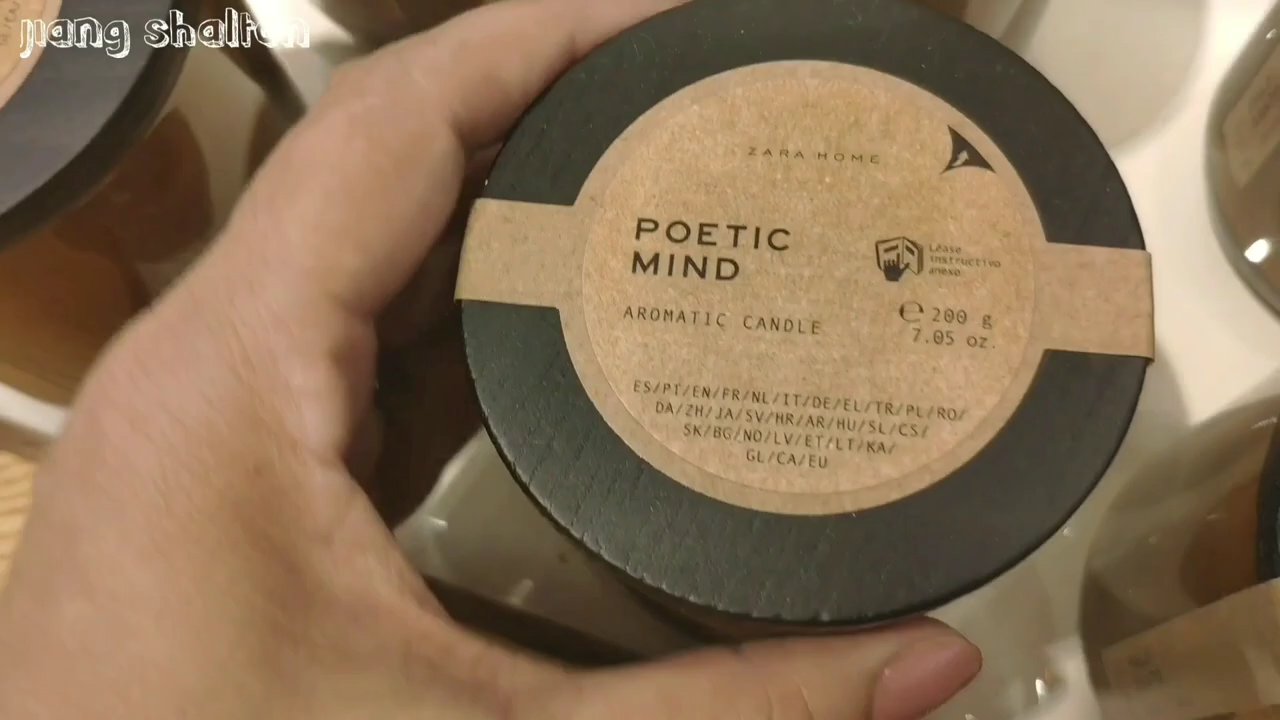 jiang shalten
ZARA HOME
POETIC
MIND
Léase
instructivo
anexo
AROMATIC CANDLE
e 200 g
7.05 oz.
ES/PT/EN/FR/NL/IT/DE/EL/TR/PL/RO/
DA/ZH/JA/SV/HR/AR/HU/SL/CS/
SK/BG/NO/LV/ET/LT/KA/
GL/CA/EU